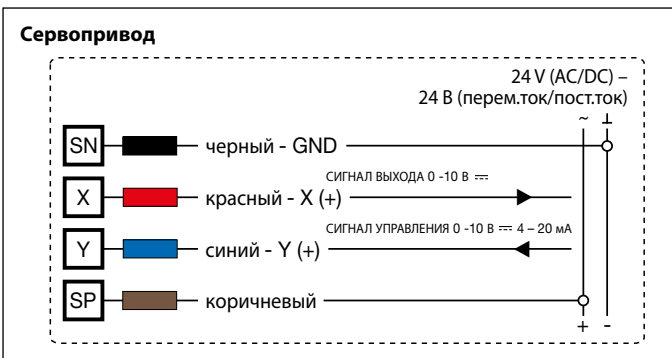 Сервопривод
24 V (AC/DC) –
24 В (перем.ток/пост.ток)
~ ⊥
SN черный - GND
СИГНАЛ ВЫХОДА 0 -10 В ⎓
X красный - X (+)
СИГНАЛ УПРАВЛЕНИЯ 0 -10 В ⎓ 4 – 20 мА
Y синий - Y (+)
SP коричневый
+ -